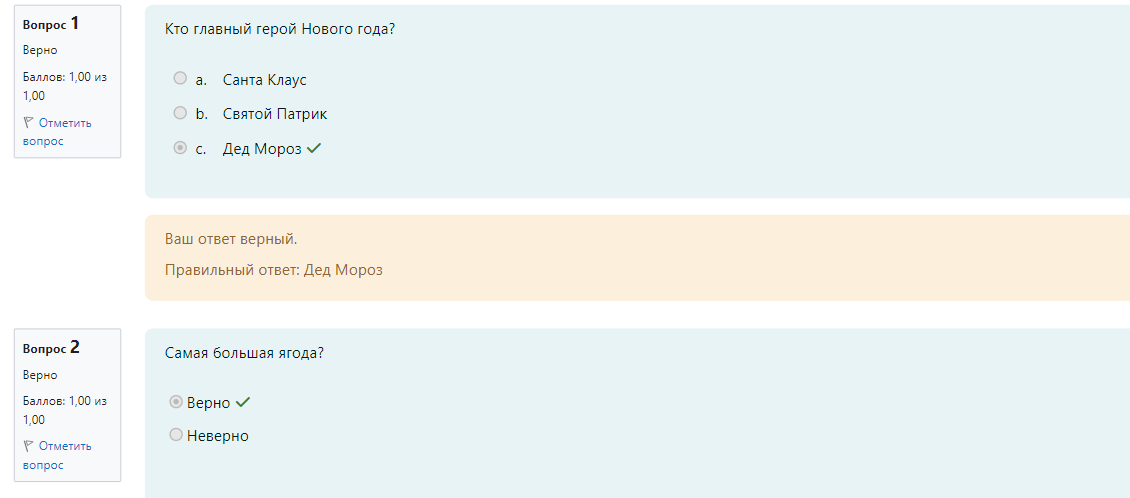 Вопрос 1
Верно
Баллов: 1,00 из
1,00
Отметить
вопрос
Кто главный герой Нового года?
a. Санта Клаус
b. Святой Патрик
c. Дед Мороз
Ваш ответ верный.
Правильный ответ: Дед Мороз
Вопрос 2
Верно
Баллов: 1,00 из
1,00
Отметить
вопрос
Самая большая ягода?
Верно
Неверно